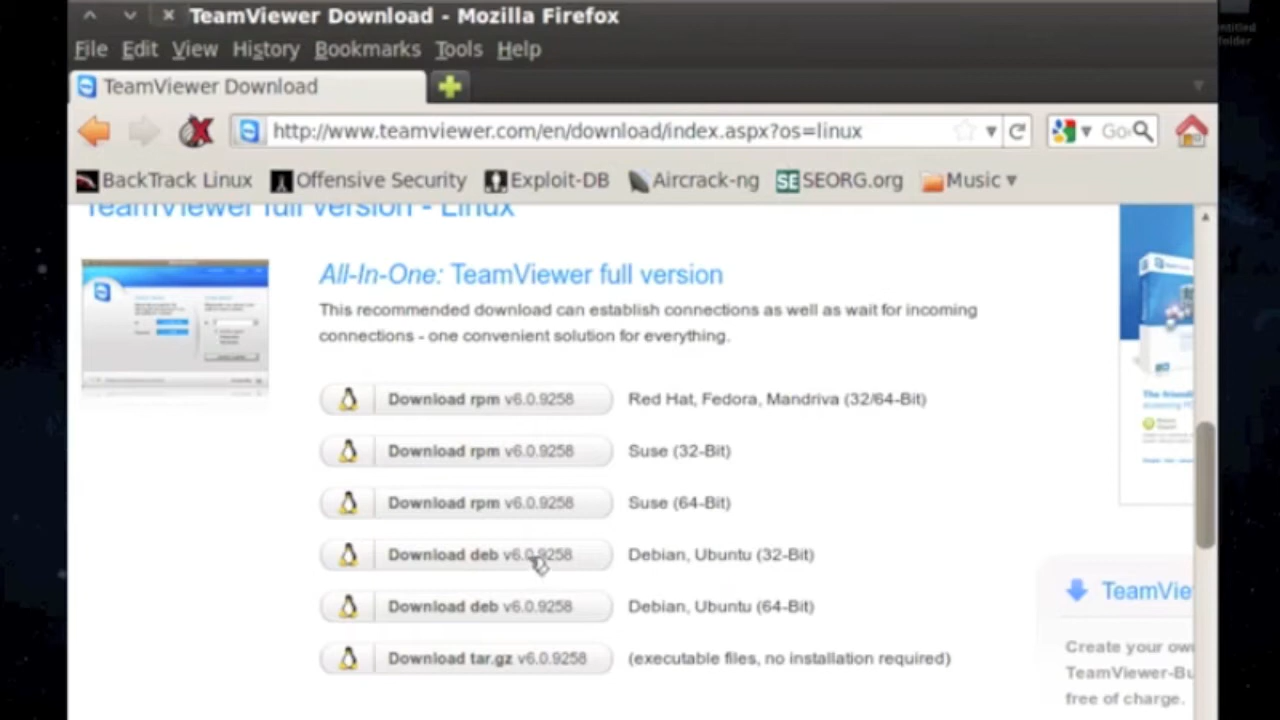 TeamViewer Download - Mozilla Firefox
File Edit View History Bookmarks Tools Help
TeamViewer Download
http://www.teamviewer.com/en/download/index.aspx?os=linux
BackTrack Linux Offensive Security Exploit-DB Aircrack-ng SEORG.org Music
TeamViewer full version - Linux
All-In-One: TeamViewer full version
This recommended download can establish connections as well as wait for incoming
connections - one convenient solution for everything.
Download rpm v6.0.9258 Red Hat, Fedora, Mandriva (32/64-Bit)
Download rpm v6.0.9258 Suse (32-Bit)
Download rpm v6.0.9258 Suse (64-Bit)
Download deb v6.0.9258 Debian, Ubuntu (32-Bit)
Download deb v6.0.9258 Debian, Ubuntu (64-Bit)
Download tar.gz v6.0.9258 (executable files, no installation required)
TeamVie
Create your own
TeamViewer-Bu
free of charge.